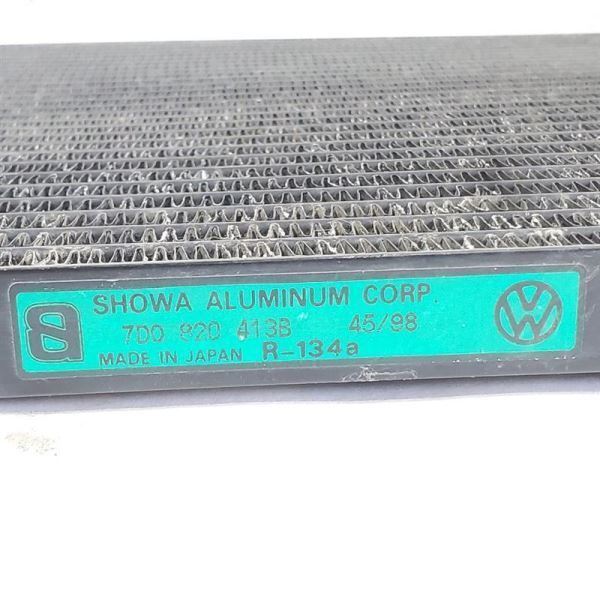 SHOWA ALUMINUM CORP.
7D0 820 413B 45/98
MADE IN JAPAN R-134a